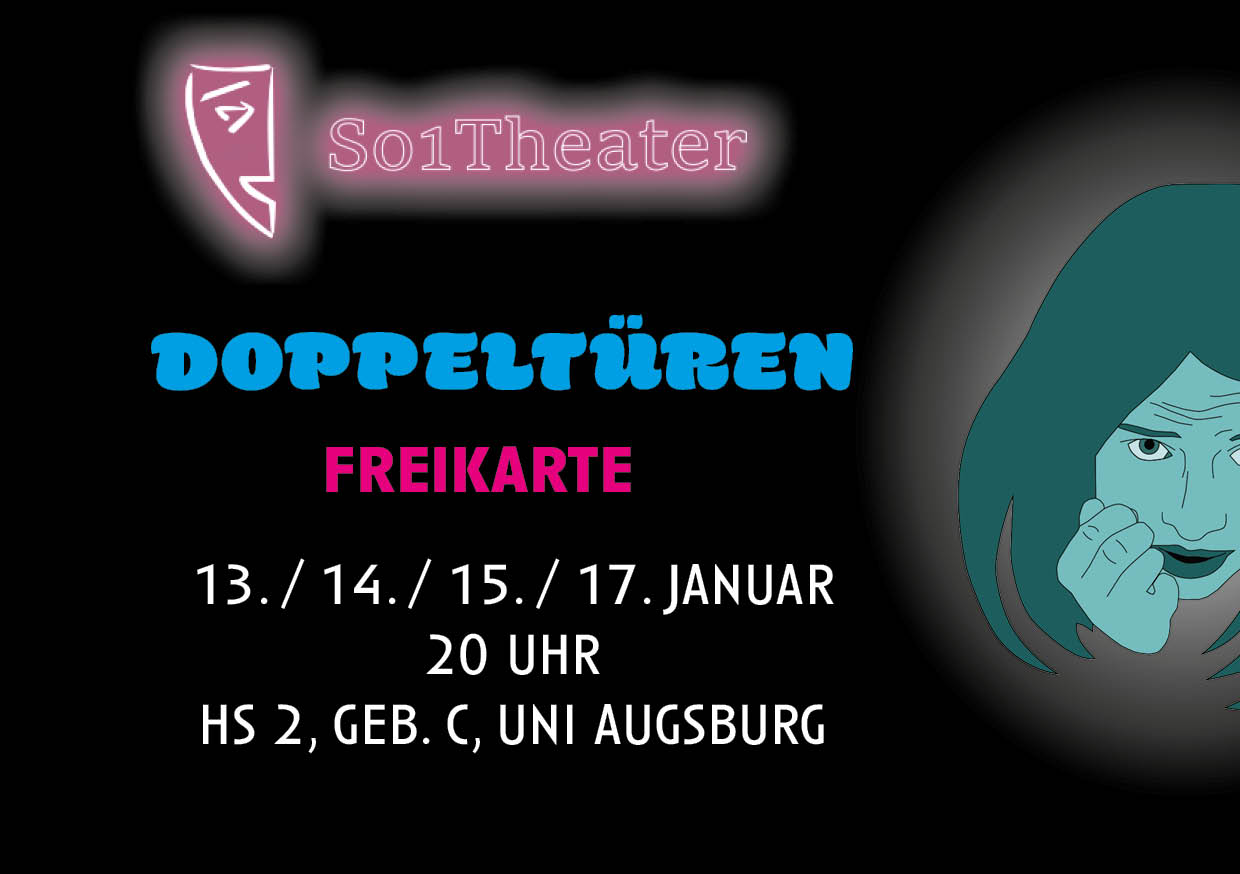 So1Theater
DOPPELTÜREN
FREIKARTE
13. / 14. / 15. / 17. JANUAR
20 UHR
HS 2, GEB. C, UNI AUGSBURG